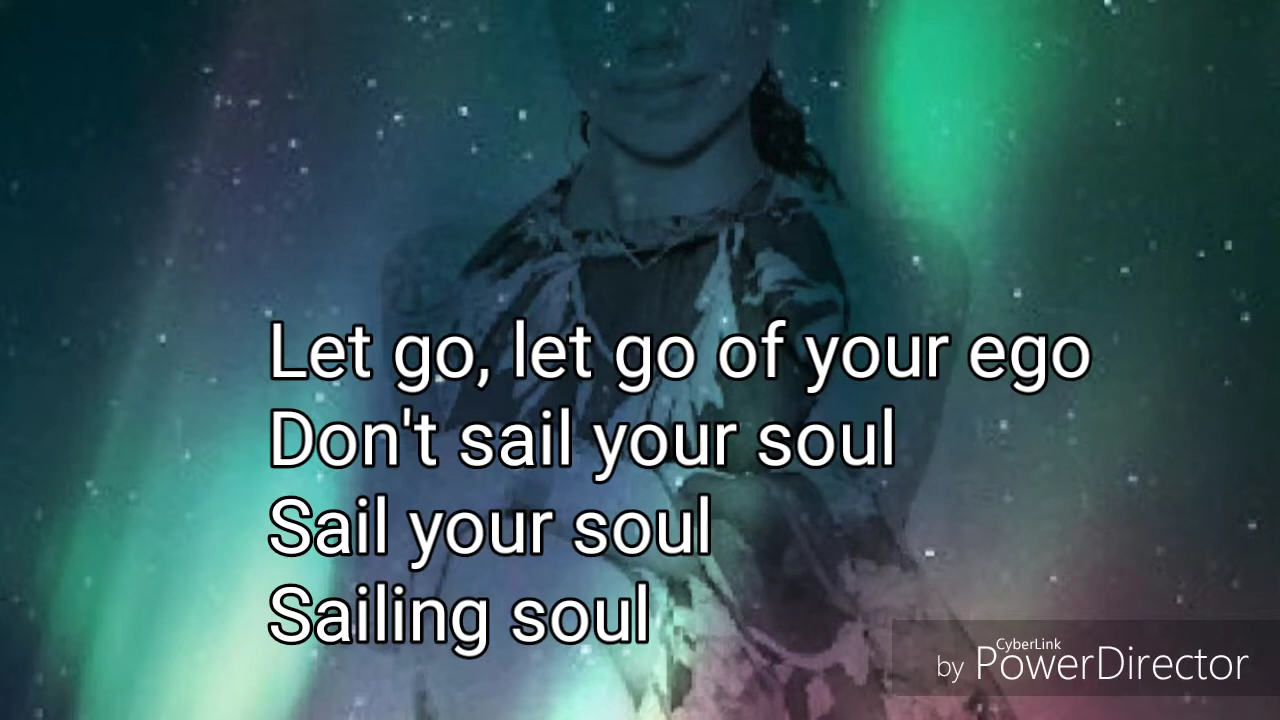 Let go, let go of your ego
Don't sail your soul
Sail your soul
Sailing soul
CyberLink
by PowerDirector